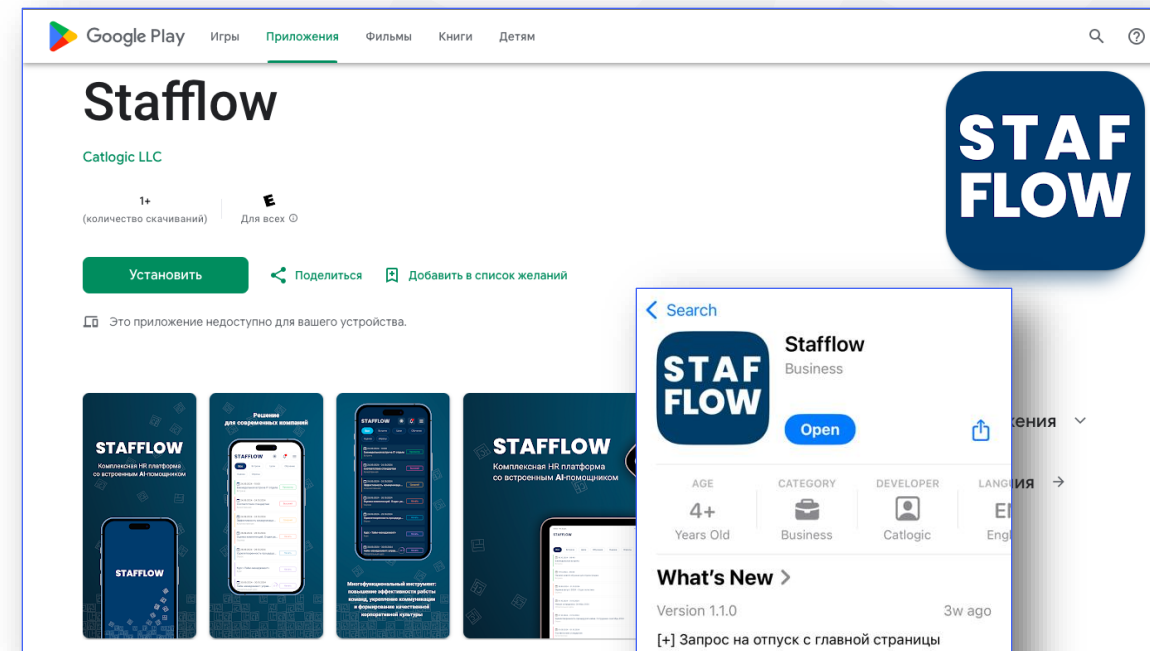 Google Play Игры Приложения Фильмы Книги Детям
Stafflow
Catlogic LLC
1+
(количество скачиваний)
E
Для всех
Установить
Поделиться
Добавить в список желаний
Это приложение недоступно для вашего устройства.
STAF
FLOW
STAFFLOW
Комплексная HR платформа
со встроенным AI-помощником
STAFFLOW
Решение
для современных компаний
STAFFLOW
STAFFLOW
Многофункциональный инструмент:
повышение эффективности работы
команд, укрепление коммуникации
и формирование качественной
корпоративной культуры
STAFFLOW
Комплексная HR платформа
со встроенным AI-помощником
STAFFLOW
Search
STAF
FLOW
Stafflow
Business
Open
AGE
4+
Years Old
CATEGORY
Business
DEVELOPER
Catlogic
What's New
Version 1.1.0
3w ago
[+] Запрос на отпуск с главной страницы